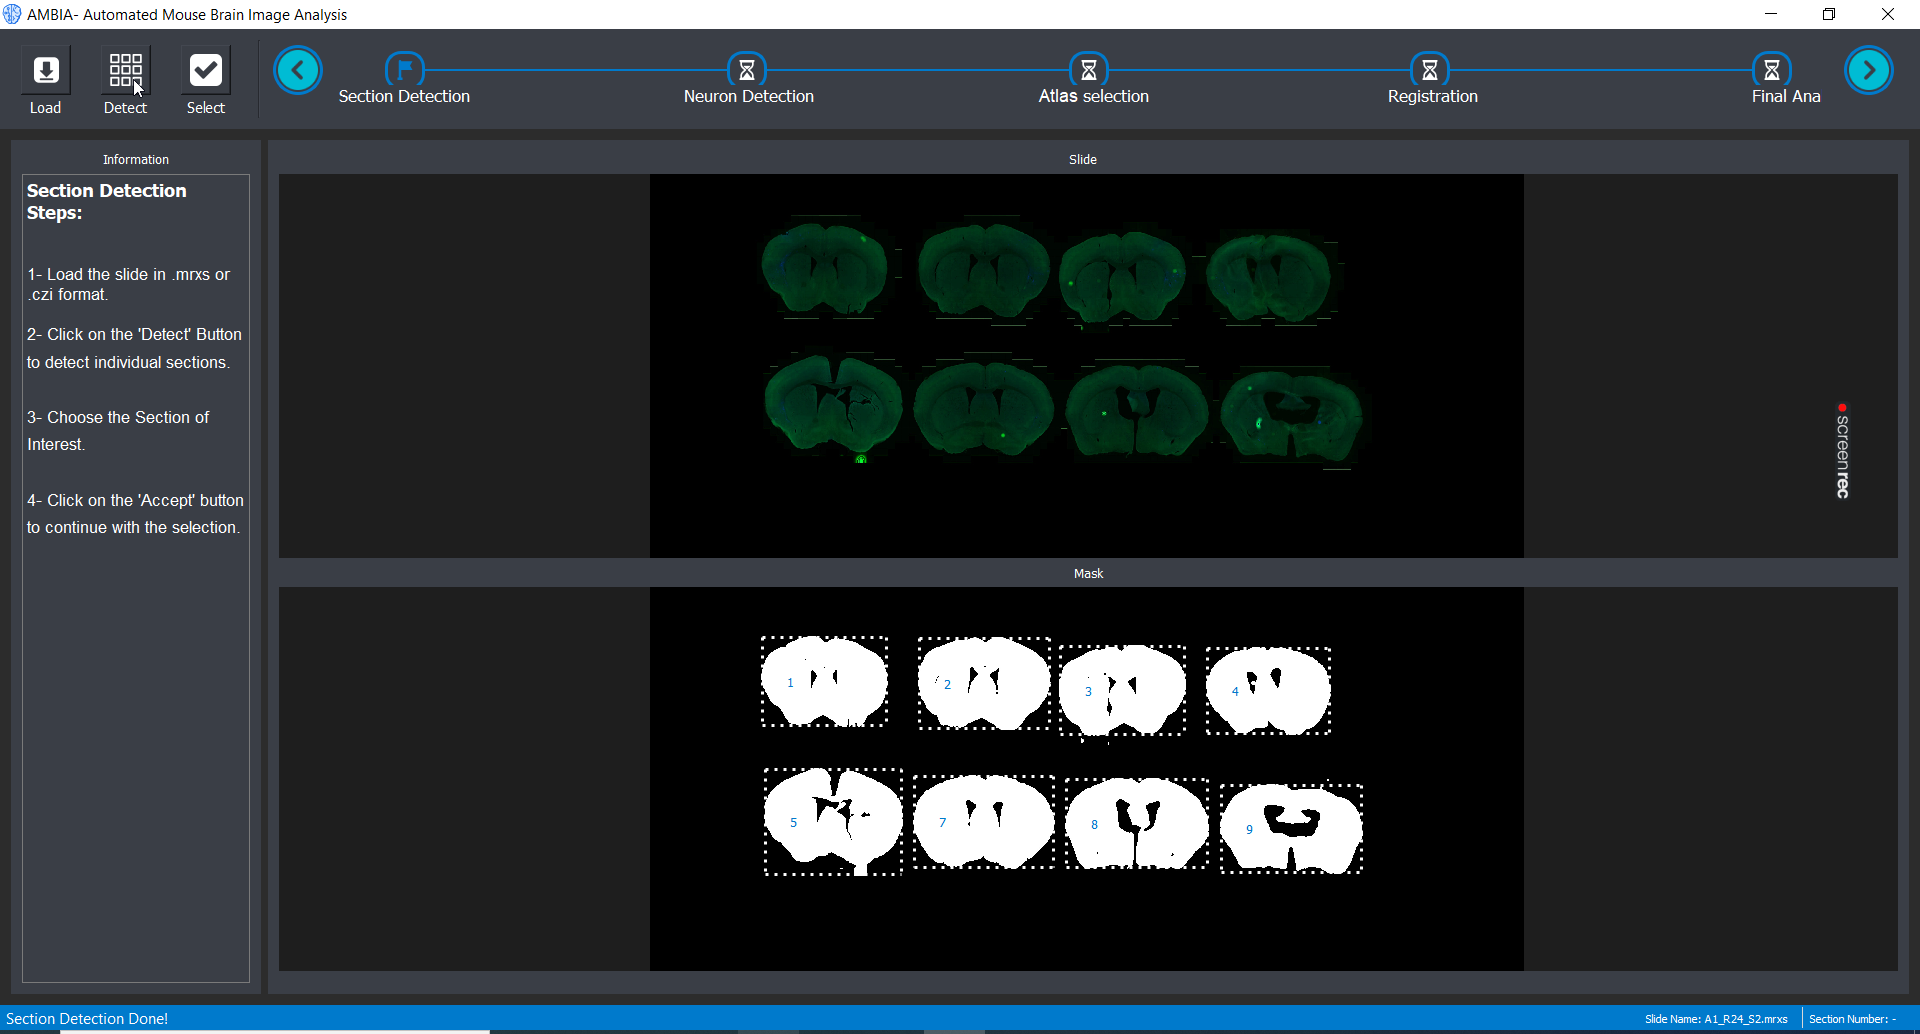 AMBIA- Automated Mouse Brain Image Analysis
Load
Detect
Select
Section Detection
Neuron Detection
Atlas selection
Registration
Final Ana
Information
Section Detection
Steps:
1- Load the slide in .mrxs or
.czi format.
2- Click on the 'Detect' Button
to detect individual sections.
3- Choose the Section of
Interest.
4- Click on the 'Accept' button
to continue with the selection.
Slide
screenrec
Mask
1
2
3
4
5
7
8
9
Section Detection Done!
Slide Name: A1_R24_S2.mrxs
Section Number: -